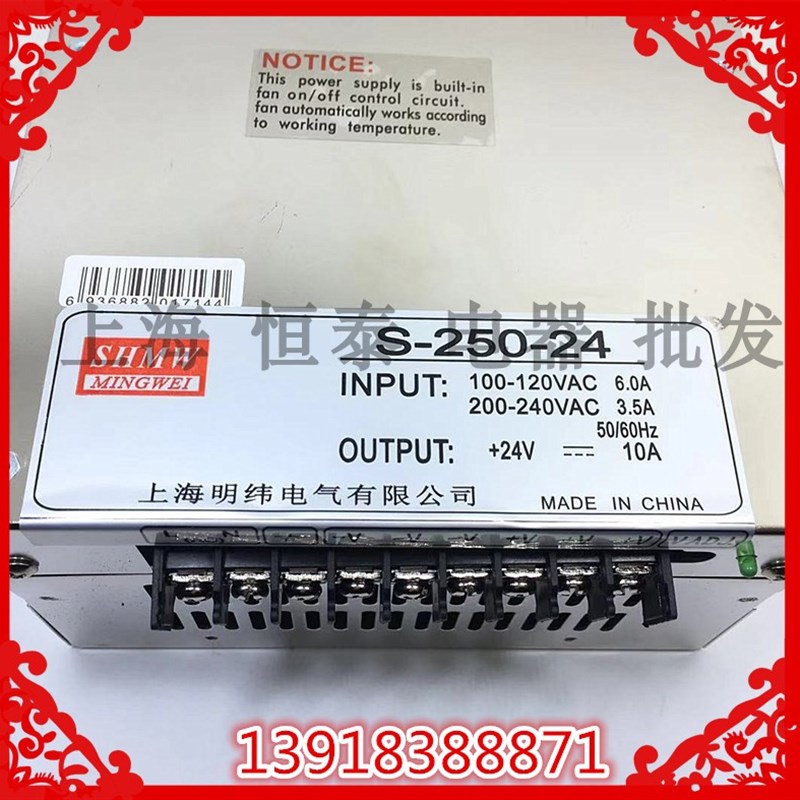 NOTICE:
This power supply is built-in
fan on/off control circuit.
fan automatically works according
to working temperature.
6 936882 017144
上海 恒泰 电器 批发
SHMW
MINGWEI
S-250-24
INPUT: 100-120VAC 6.0A
200-240VAC 3.5A
50/60Hz
OUTPUT: +24V 10A
上海明纬电气有限公司
MADE IN CHINA
13918388871